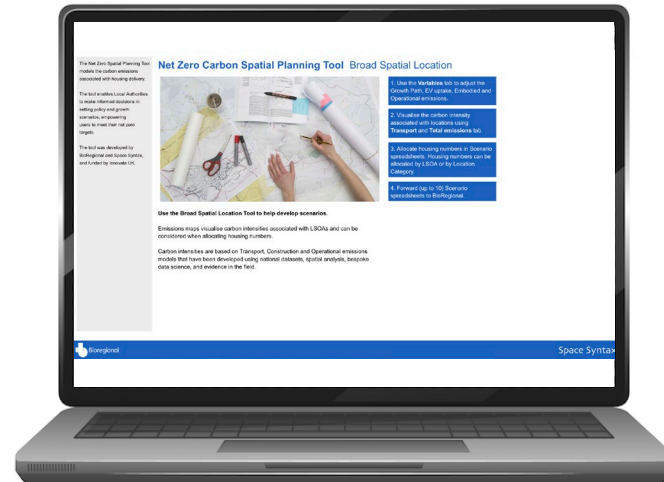 Net Zero Carbon Spatial Planning Tool Broad Spatial Location
The Net Zero Spatial Planning Tool
models the carbon emissions
associated with housing delivery.
The tool enables Local Authorities
to make informed decisions in
setting policy and growth
scenarios, empowering
users to meet their net zero
targets.
The tool was developed by
BioRegional and Space Syntax,
and funded by Innovate UK.
1. Use the Variables tab to adjust the
Growth Path, EV uptake, Embodied and
Operational emissions.
2. Visualise the carbon intensity
associated with locations using
Transport and Total emissions tab.
3. Allocate housing numbers in Scenario
spreadsheets. Housing numbers can be
allocated by LSOA or by Location
Category.
4. Forward (up to 10) Scenario
spreadsheets to BioRegional.
Use the Broad Spatial Location Tool to help develop scenarios.
Emissions maps visualise carbon intensities associated with LSOAs and can be
considered when allocating housing numbers.
Carbon intensities are based on Transport, Construction and Operational emissions
models that have been developed using national datasets, spatial analysis, bespoke
data science, and evidence in the field.
Bioregional
Space Syntax